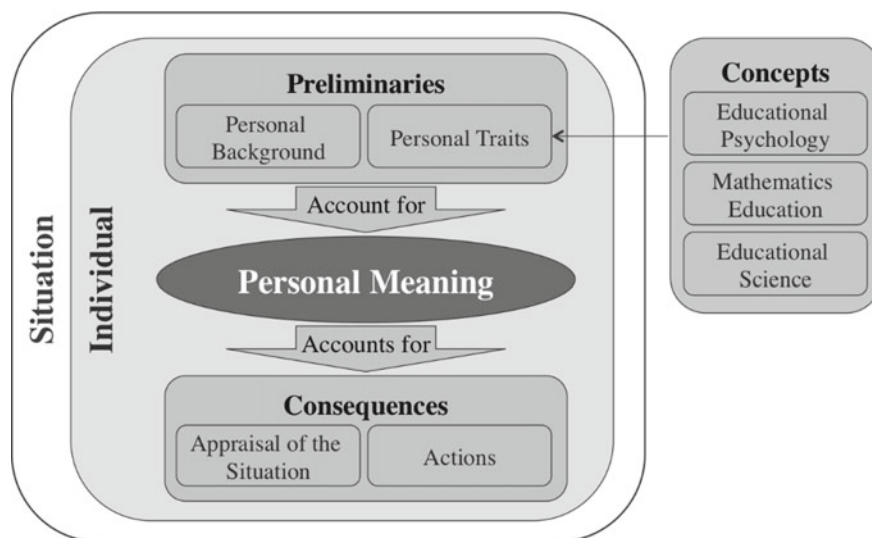 Situation
Individual
Preliminaries
Personal
Background
Personal Traits
Account for
Personal Meaning
Accounts for
Consequences
Appraisal of the
Situation
Actions
Concepts
Educational
Psychology
Mathematics
Education
Educational
Science